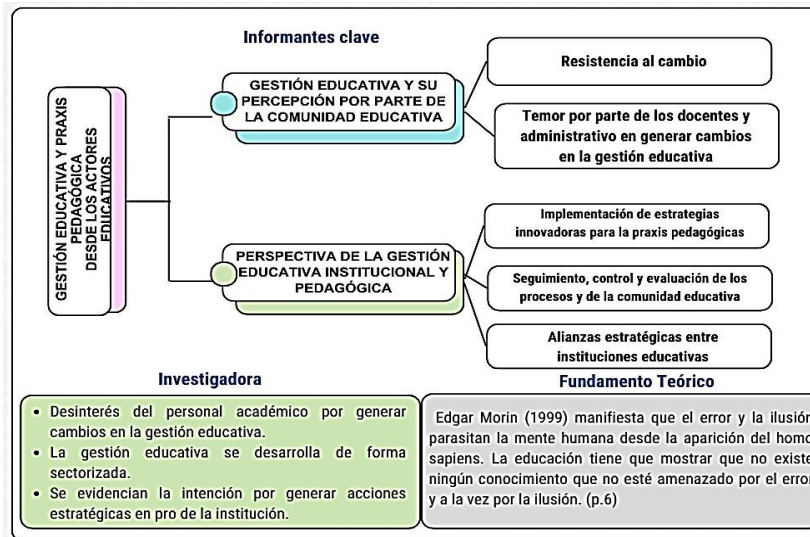 Informantes clave
GESTIÓN EDUCATIVA Y PRAXIS
PEDAGÓGICA
DESDE LOS ACTORES
EDUCATIVOS
GESTIÓN EDUCATIVA Y SU
PERCEPCIÓN POR PARTE DE
LA COMUNIDAD EDUCATIVA
Resistencia al cambio
Temor por parte de los docentes y
administrativo en generar cambios
en la gestión educativa
PERSPECTIVA DE LA GESTIÓN
EDUCATIVA INSTITUCIONAL Y
PEDAGÓGICA
Implementación de estrategias
innovadoras para la praxis pedagógicas
Seguimiento, control y evaluación de los
procesos y de la comunidad educativa
Alianzas estratégicas entre
instituciones educativas
Investigadora
• Desinterés del personal académico por generar
cambios en la gestión educativa.
• La gestión educativa se desarrolla de forma
sectorizada.
• Se evidencian la intención por generar acciones
estratégicas en pro de la institución.
Fundamento Teórico
Edgar Morin (1999) manifiesta que el error y la ilusión
parasitan la mente humana desde la aparición del homo
sapiens. La educación tiene que mostrar que no existe
ningún conocimiento que no esté amenazado por el error
y a la vez por la ilusión. (p.6)